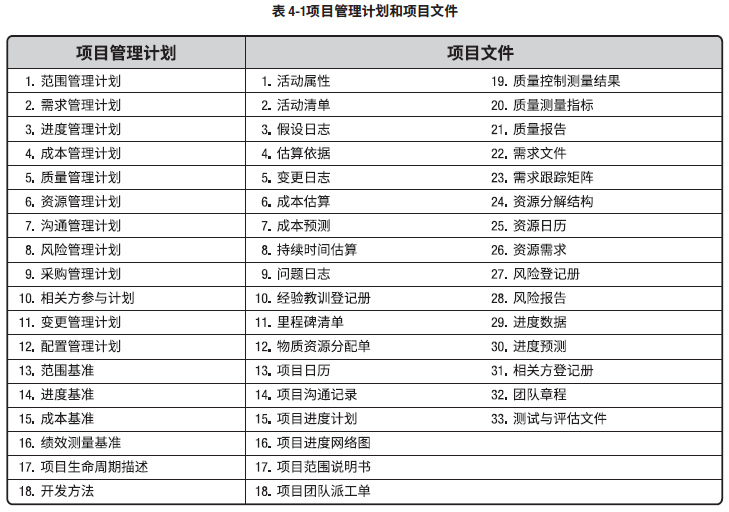 表 4-1项目管理计划和项目文件
项目管理计划 项目文件
1. 范围管理计划 1. 活动属性 19. 质量控制测量结果
2. 需求管理计划 2. 活动清单 20. 质量测量指标
3. 进度管理计划 3. 假设日志 21. 质量报告
4. 成本管理计划 4. 估算依据 22. 需求文件
5. 质量管理计划 5. 变更日志 23. 需求跟踪矩阵
6. 资源管理计划 6. 成本估算 24. 资源分解结构
7. 沟通管理计划 7. 成本预测 25. 资源日历
8. 风险管理计划 8. 持续时间估算 26. 资源需求
9. 采购管理计划 9. 问题日志 27. 风险登记册
10. 相关方参与计划 10. 经验教训登记册 28. 风险报告
11. 变更管理计划 11. 里程碑清单 29. 进度数据
12. 配置管理计划 12. 物质资源分配单 30. 进度预测
13. 范围基准 13. 项目日历 31. 相关方登记册
14. 进度基准 14. 项目沟通记录 32. 团队章程
15. 成本基准 15. 项目进度计划 33. 测试与评估文件
16. 绩效测量基准 16. 项目进度网络图
17. 项目生命周期描述 17. 项目范围说明书
18. 开发方法 18. 项目团队派工单